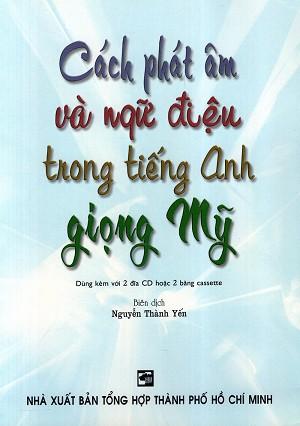 Cách phát âm
và ngữ điệu
trong tiếng Anh
giọng Mỹ
Dùng kèm với 2 đĩa CD hoặc 2 băng cassette
Biên dịch
Nguyễn Thành Yến
NHÀ XUẤT BẢN TỔNG HỢP THÀNH PHỐ HỒ CHÍ MINH